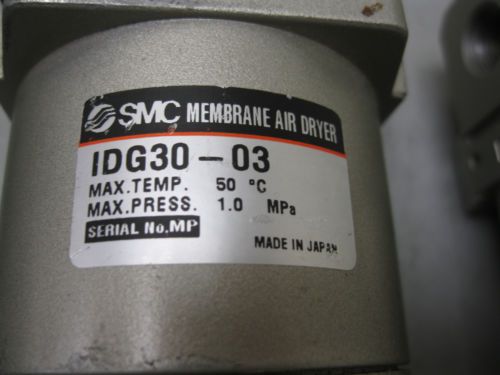 SMC MEMBRANE AIR DRYER
IDG30-03
MAX.TEMP. 50 °C
MAX.PRESS. 1.0 MPa
SERIAL No.MP
MADE IN JAPAN